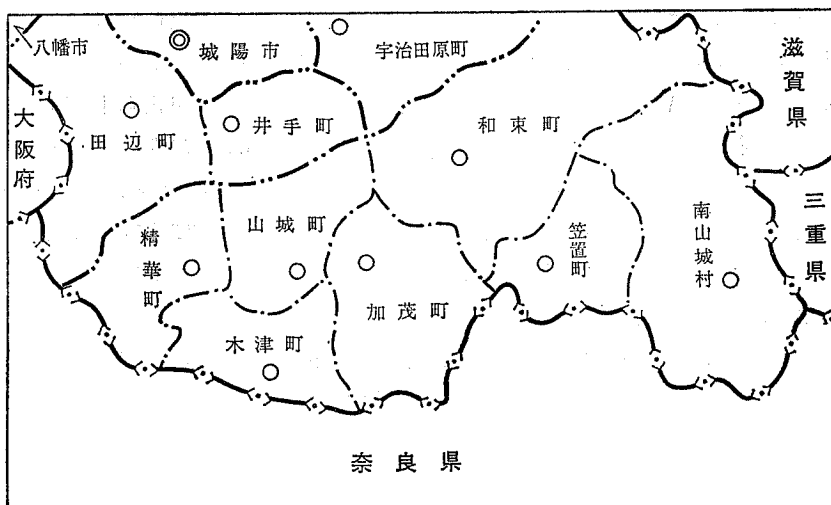 八幡市
城陽市
宇治田原町
滋賀県
大阪府
田辺町
井手町
和束町
精華町
山城町
加茂町
笠置町
南山城村
三重県
木津町
奈良県